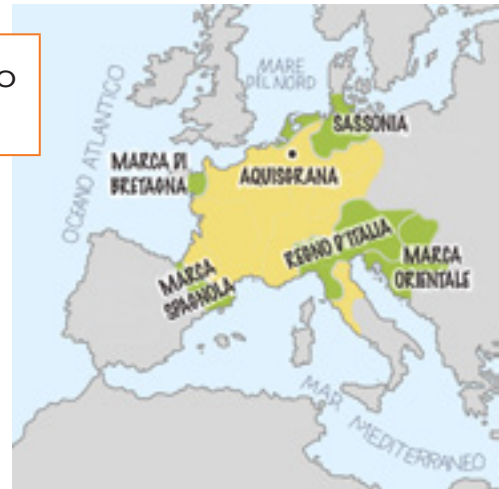 O
MARE
DEL NORD
OCEANO ATLANTICO
SASSONIA
MARCA DI
BRETAGNA
AQUISGRANA
REGNO D'ITALIA
MARCA
ORIENTALE
MARCA
SPAGNOLA
MAR MEDITERRANEO